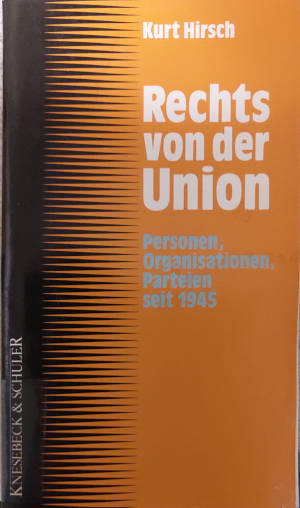 Kurt Hirsch
Rechts
von der
Union
Personen,
Organisationen,
Parteien
seit 1945
KNESEBECK & SCHULER